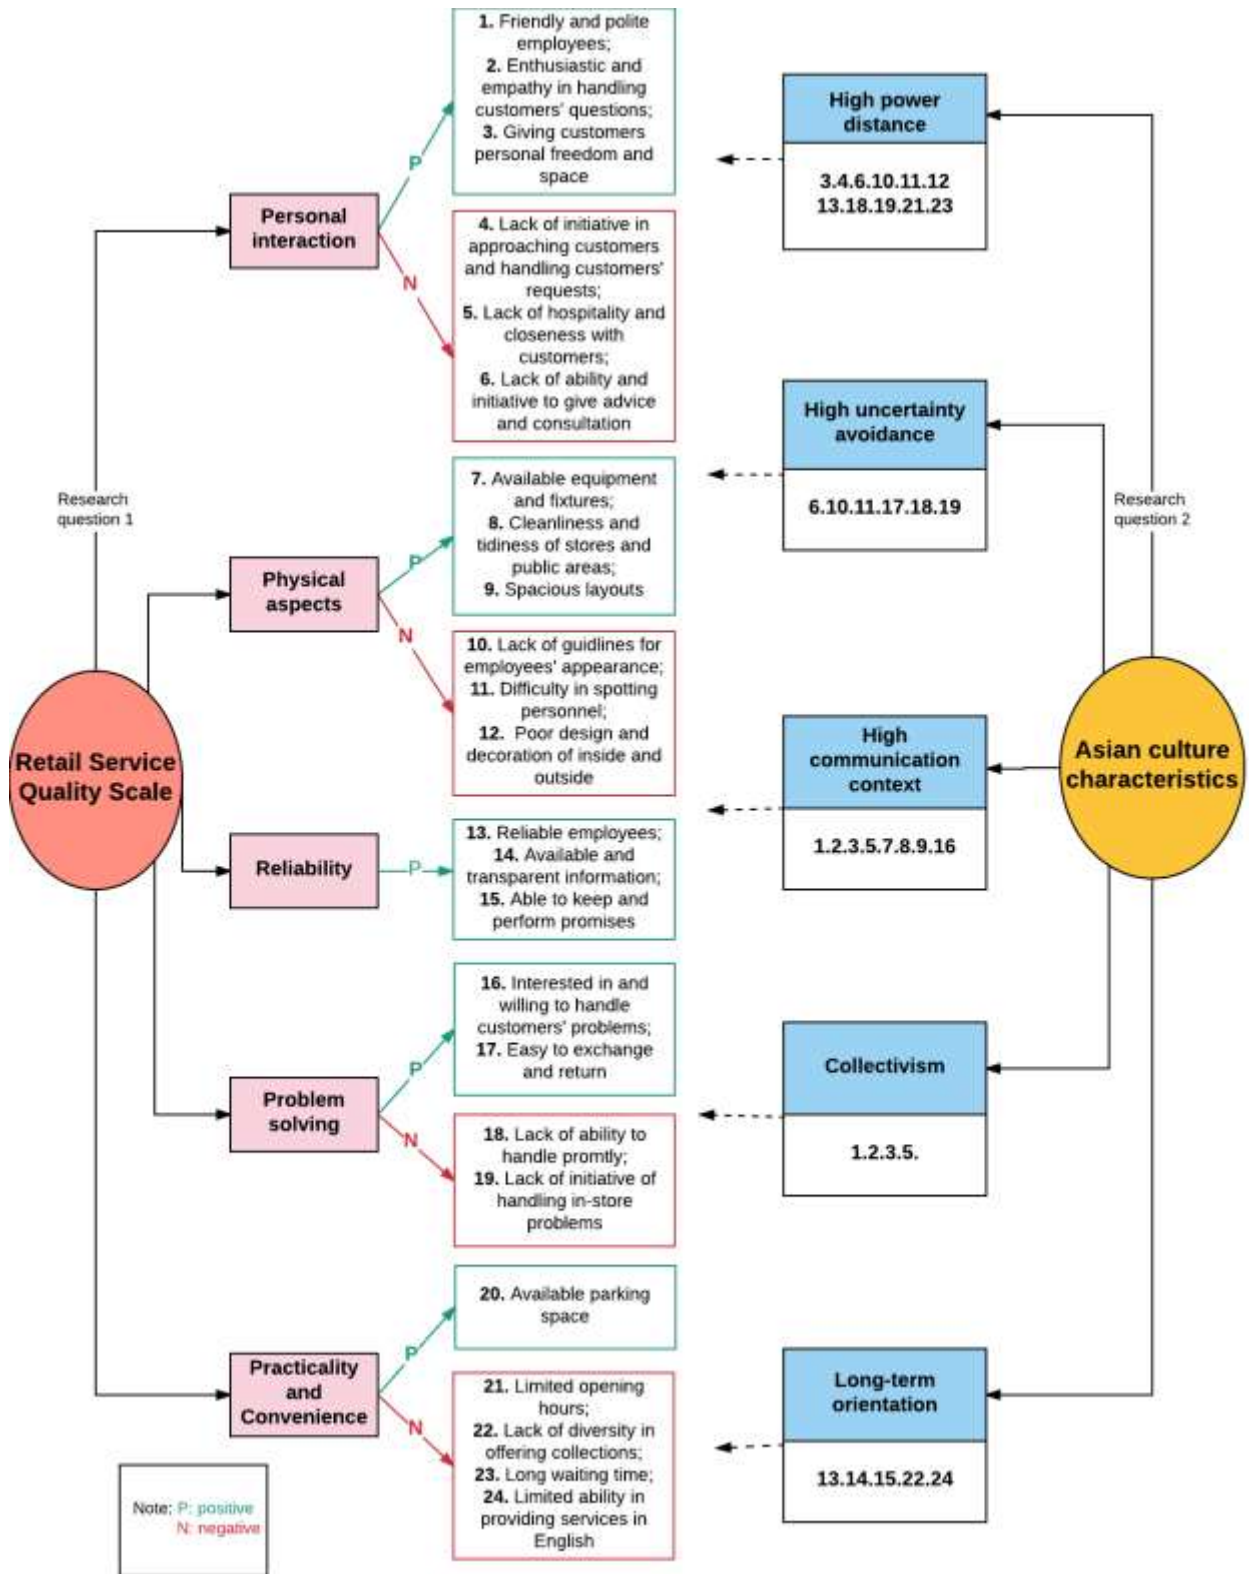 1. Friendly and polite
employees;
2. Enthusiastic and
empathy in handling
customers' questions;
3. Giving customers
personal freedom and
space
P
Personal
interaction
N
4. Lack of initiative in
approaching customers
and handling customers'
requests;
5. Lack of hospitality and
closeness with
customers;
6. Lack of ability and
initiative to give advice
and consultation
Research
question 1
7. Available equipment
and fixtures;
8. Cleanliness and
tidiness of stores and
public areas;
9. Spacious layouts
P
Physical
aspects
N
10. Lack of guidlines for
employees' appearance;
11. Difficulty in spotting
personnel;
12. Poor design and
decoration of inside and
outside
Retail Service
Quality Scale
Reliability
P
13. Reliable employees;
14. Available and
transparent information;
15. Able to keep and
perform promises
16. Interested in and
willing to handle
customers' problems;
17. Easy to exchange
and return
P
Problem
solving
N
18. Lack of ability to
handle promtly;
19. Lack of initiative of
handling in-store
problems
20. Available parking
space
P
Practicality
and
Convenience
N
21. Limited opening
hours;
22. Lack of diversity in
offering collections;
23. Long waiting time;
24. Limited ability in
providing services in
English
Note: P: positive
N: negative
High power
distance
3.4.6.10.11.12
13.18.19.21.23
High uncertainty
avoidance
6.10.11.17.18.19
Research
question 2
High
communication
context
1.2.3.5.7.8.9.16
Asian culture
characteristics
Collectivism
1.2.3.5.
Long-term
orientation
13.14.15.22.24